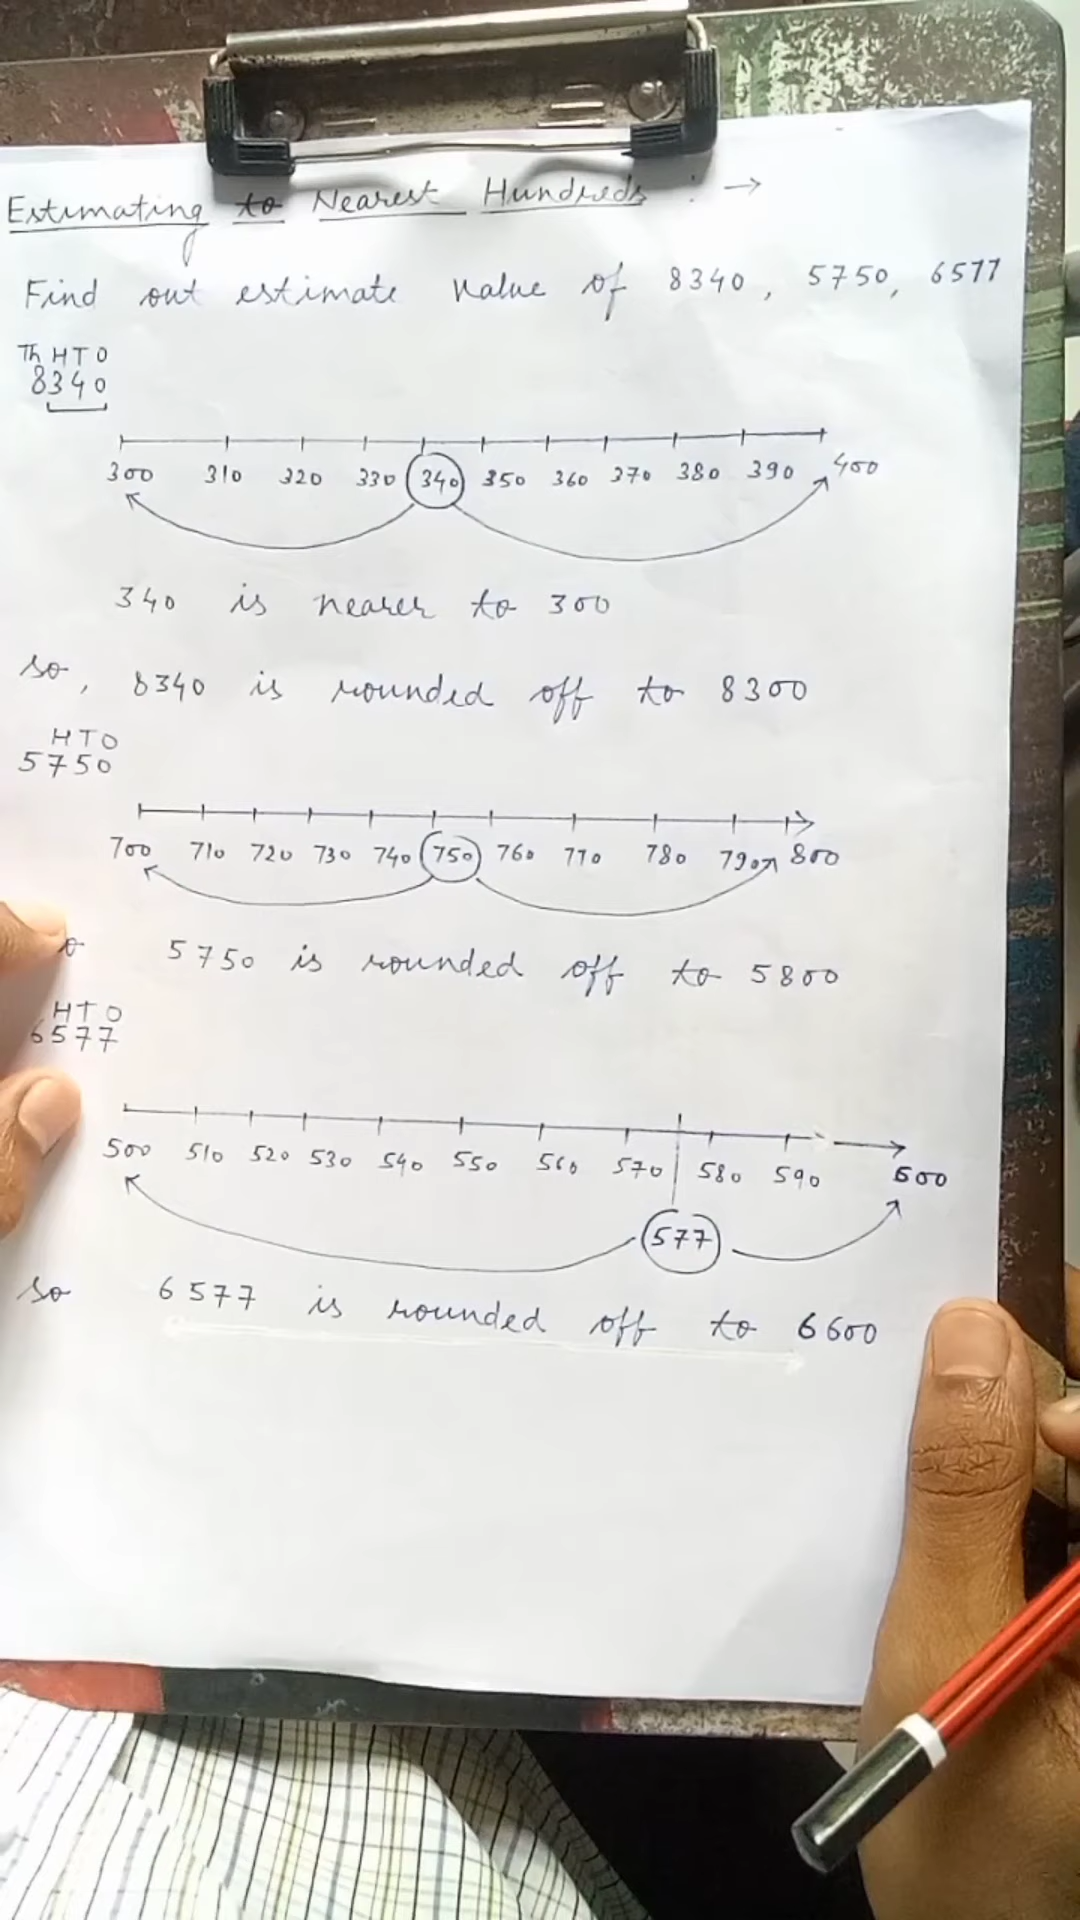 Estimating to Nearest Hundreds : →
Find out estimate value of 8340, 5750, 6577
Th H T O
8340
300 310 320 330 340 350 360 370 380 390 400
340 is nearer to 300
so, 8340 is rounded off to 8300
H T O
5750
700 710 720 730 740 750 760 770 780 790 800
5750 is rounded off to 5800
H T O
6577
500 510 520 530 540 550 560 570 580 590 600
577
so 6577 is rounded off to 6600